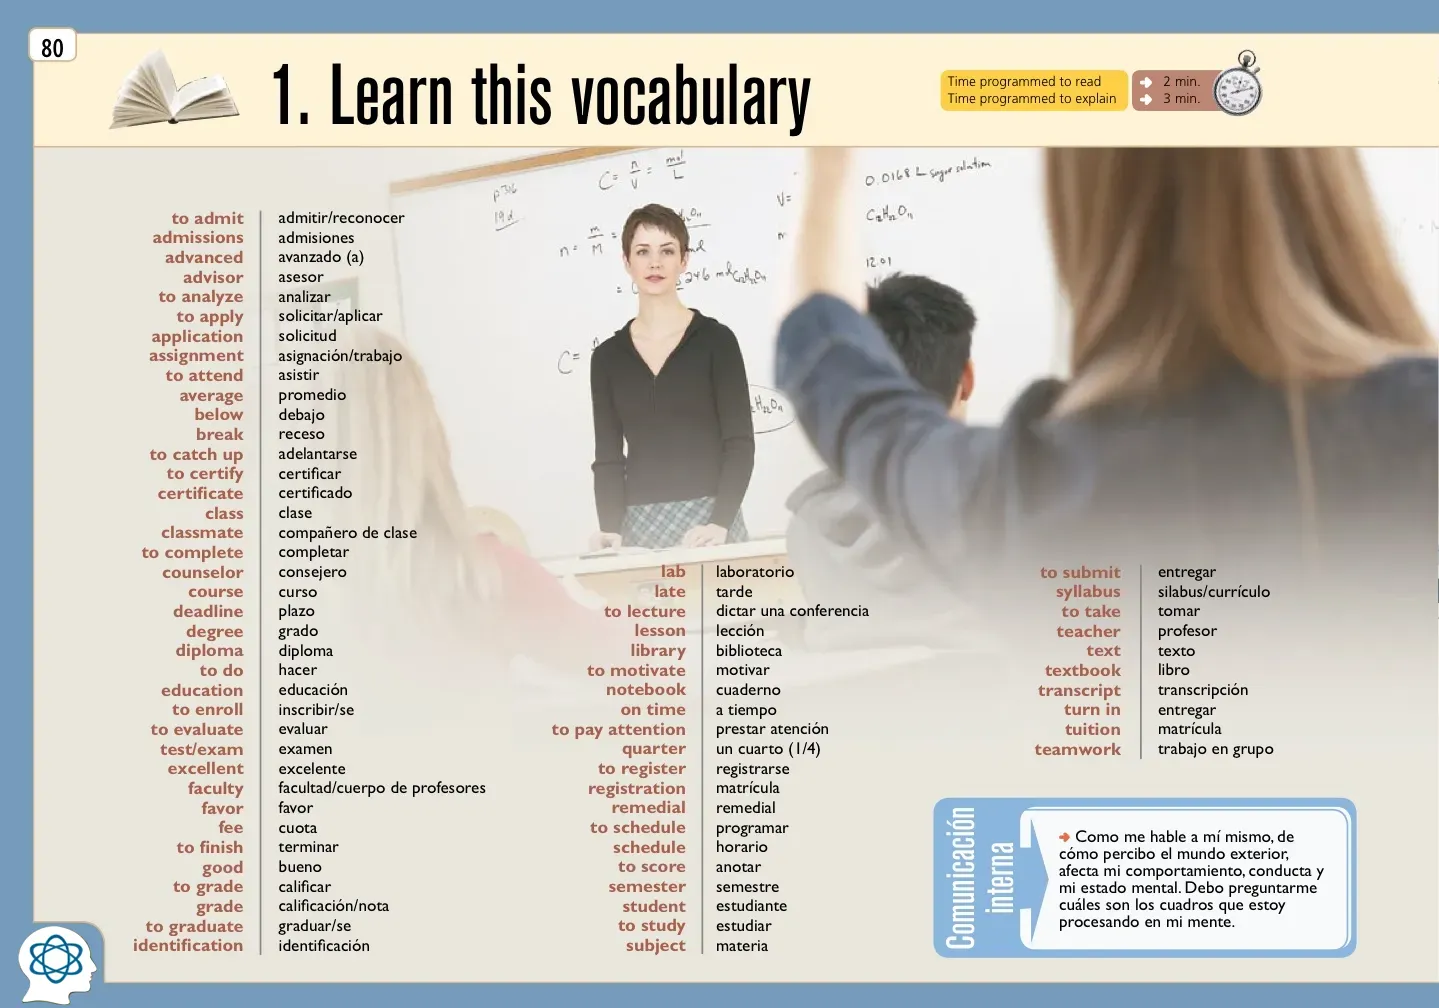 80
1. Learn this vocabulary
Time programmed to read 2 min.
Time programmed to explain 3 min.
p 316
19d
C = n/V = mol/L
V=
0.0168 L sugar solution
C₁₂H₂₂O₁₁
n = m/M =
12.01
C =
to admit admitir/reconocer
admissions admisiones
advanced avanzado (a)
advisor asesor
to analyze analizar
to apply solicitar/aplicar
application solicitud
assignment asignación/trabajo
to attend asistir
average promedio
below debajo
break receso
to catch up adelantarse
to certify certificar
certificate certificado
class clase
classmate compañero de clase
to complete completar
counselor consejero
course curso
deadline plazo
degree grado
diploma diploma
to do hacer
education educación
to enroll inscribir/se
to evaluate evaluar
test/exam examen
excellent excelente
faculty facultad/cuerpo de profesores
favor favor
fee cuota
to finish terminar
good bueno
to grade calificar
grade calificación/nota
to graduate graduar/se
identification identificación
lab laboratorio
late tarde
to lecture dictar una conferencia
lesson lección
library biblioteca
to motivate motivar
notebook cuaderno
on time a tiempo
to pay attention prestar atención
quarter un cuarto (1/4)
to register registrarse
registration matrícula
remedial remedial
to schedule programar
schedule horario
to score anotar
semester semestre
student estudiante
to study estudiar
subject materia
to submit entregar
syllabus silabus/currículo
to take tomar
teacher profesor
text texto
textbook libro
transcript transcripción
turn in entregar
tuition matrícula
teamwork trabajo en grupo
Comunicación
interna
Como me hable a mí mismo, de
cómo percibo el mundo exterior,
afecta mi comportamiento, conducta y
mi estado mental. Debo preguntarme
cuáles son los cuadros que estoy
procesando en mi mente.